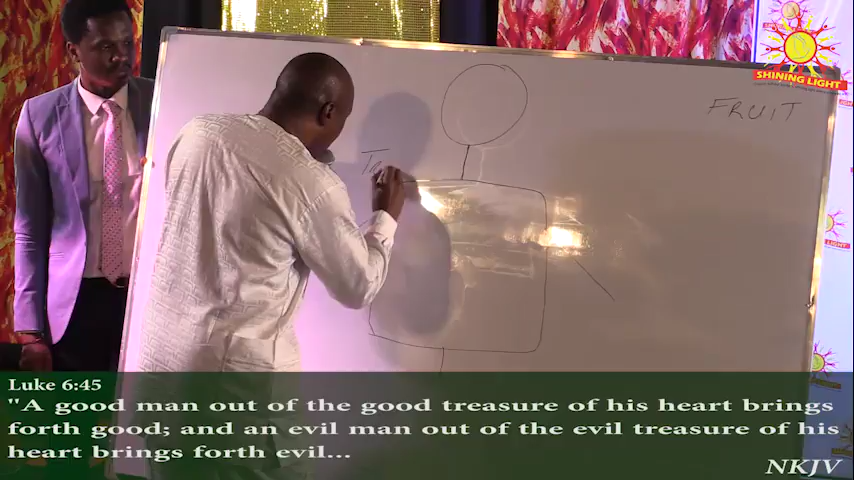 SHINING LIGHT
FRUIT
LIGHT
Luke 6:45
"A good man out of the good treasure of his heart brings
forth good; and an evil man out of the evil treasure of his
heart brings forth evil...
NKJV